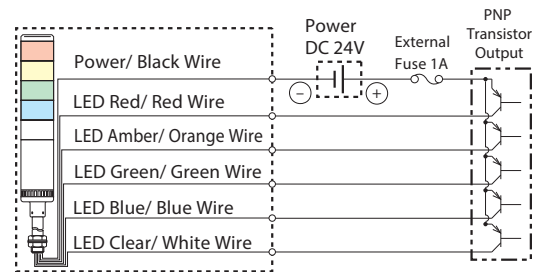 PNP
Transistor
Output
Power
DC 24V
External
Fuse 1A
Power/ Black Wire
− +
LED Red/ Red Wire
LED Amber/ Orange Wire
LED Green/ Green Wire
LED Blue/ Blue Wire
LED Clear/ White Wire